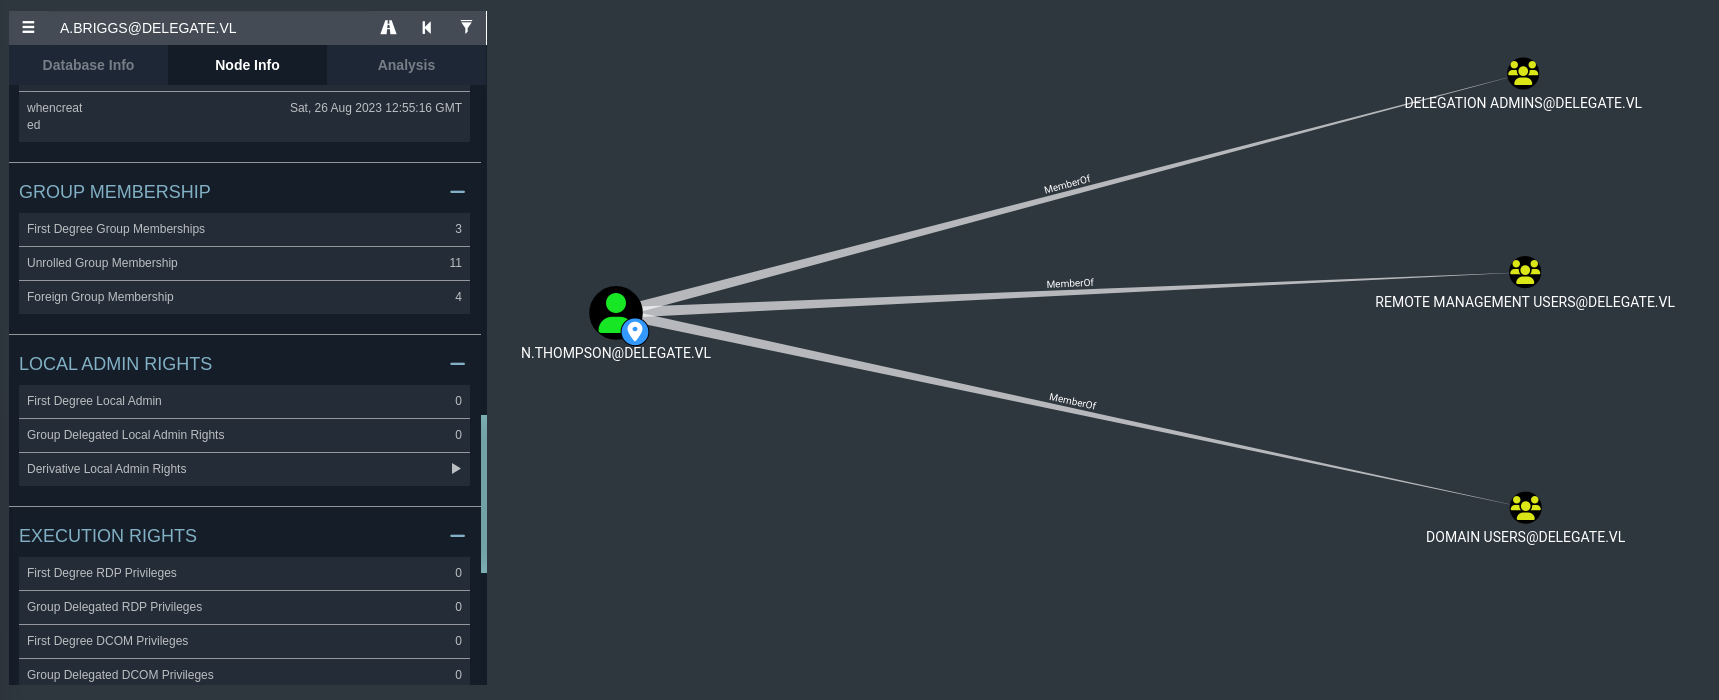 A.BRIGGS@DELEGATE.VL
Database Info
Node Info
Analysis
whencreat
ed
Sat, 26 Aug 2023 12:55:16 GMT
GROUP MEMBERSHIP
First Degree Group Memberships 3
Unrolled Group Membership 11
Foreign Group Membership 4
LOCAL ADMIN RIGHTS
First Degree Local Admin 0
Group Delegated Local Admin Rights 0
Derivative Local Admin Rights
EXECUTION RIGHTS
First Degree RDP Privileges 0
Group Delegated RDP Privileges 0
First Degree DCOM Privileges 0
Group Delegated DCOM Privileges 0
DELEGATION ADMINS@DELEGATE.VL
MemberOf
MemberOf
REMOTE MANAGEMENT USERS@DELEGATE.VL
N.THOMPSON@DELEGATE.VL
MemberOf
DOMAIN USERS@DELEGATE.VL